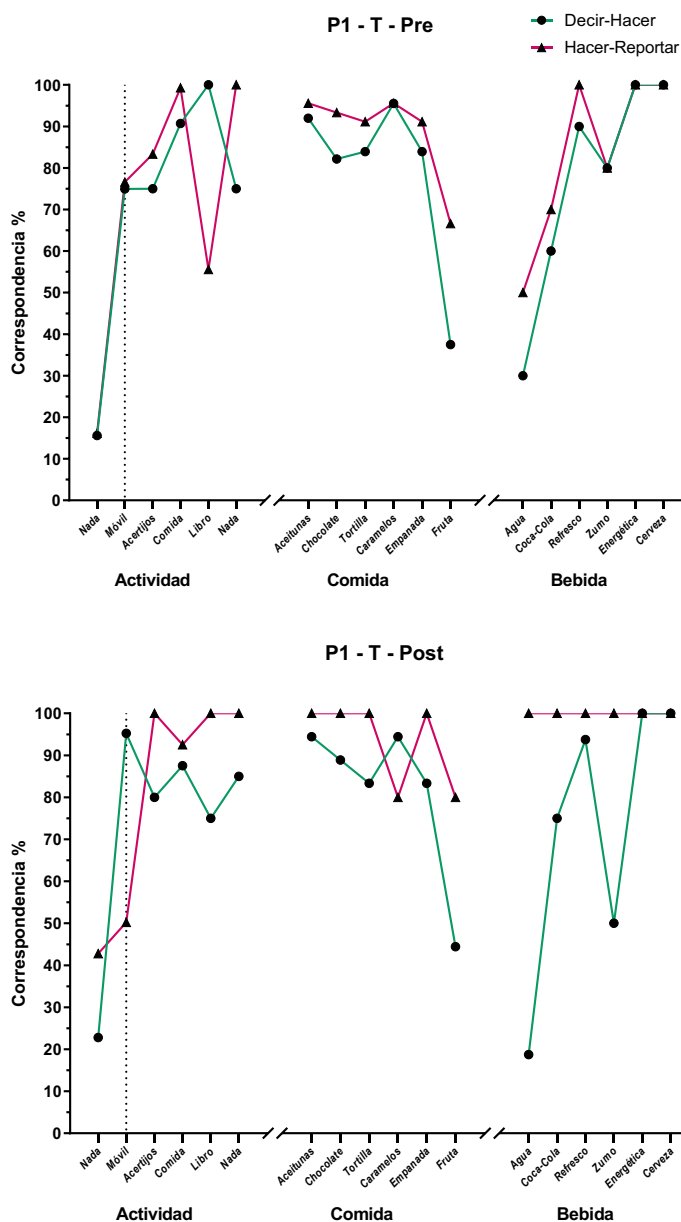 P1 - T - Pre
Decir-Hacer
Hacer-Reportar
Correspondencia %
100
90
80
70
60
50
40
30
20
10
0
Nada Móvil Acertijos Comida Libro Nada
Aceitunas Chocolate Tortilla Caramelos Empanada Fruta
Agua Coca-Cola Refresco Zumo Energética Cerveza
Actividad Comida Bebida
P1 - T - Post
Correspondencia %
100
90
80
70
60
50
40
30
20
10
0
Nada Móvil Acertijos Comida Libro Nada
Aceitunas Chocolate Tortilla Caramelos Empanada Fruta
Agua Coca-Cola Refresco Zumo Energética Cerveza
Actividad Comida Bebida